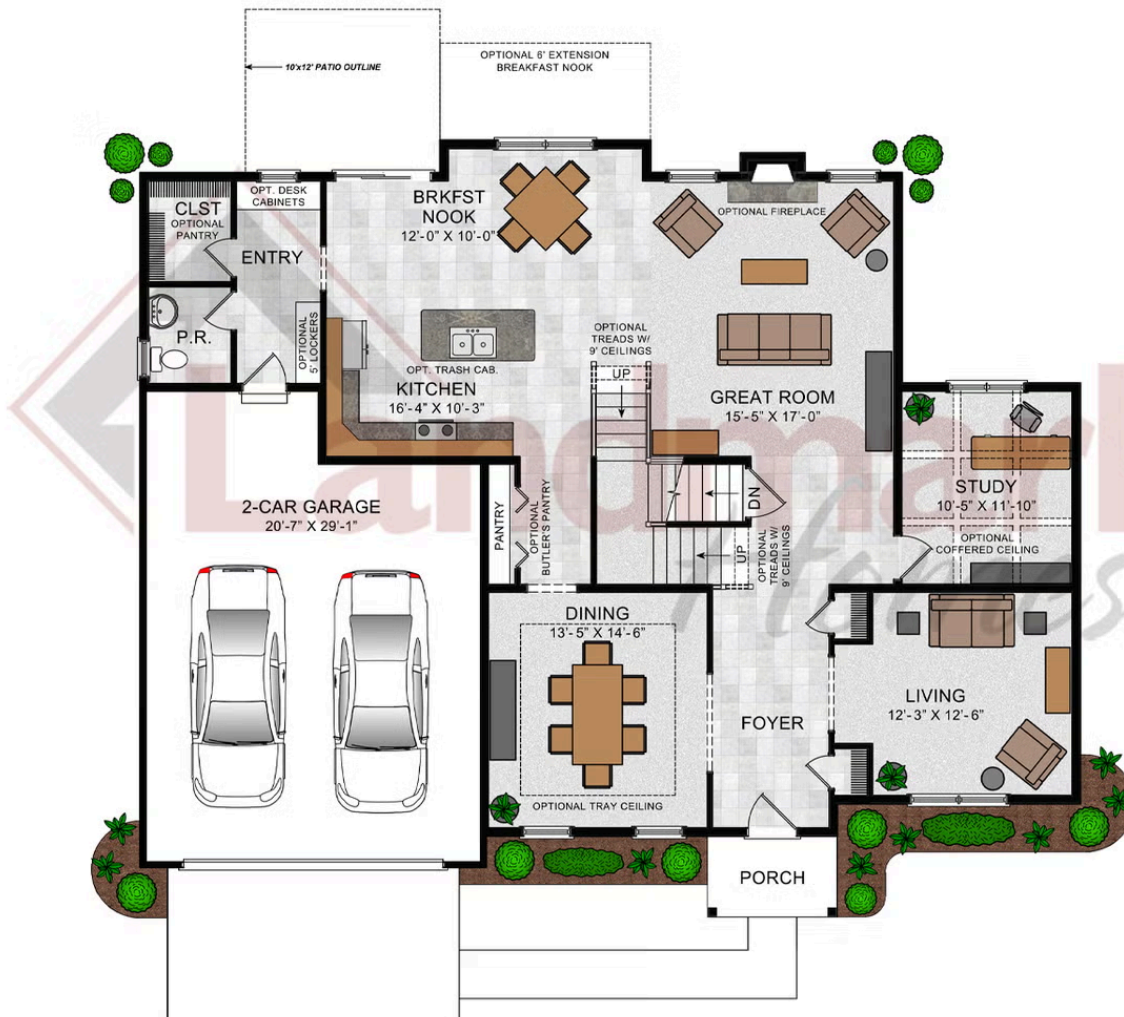 10'x12' PATIO OUTLINE
OPTIONAL 6' EXTENSION
BREAKFAST NOOK
CLST
OPTIONAL
PANTRY
OPT. DESK
CABINETS
ENTRY
BRKFST
NOOK
12'-0" X 10'-0"
OPTIONAL FIREPLACE
P.R.
OPTIONAL
5' LOCKERS
OPT. TRASH CAB.
KITCHEN
16'-4" X 10'-3"
OPTIONAL
TREADS W/
9' CEILINGS
UP
GREAT ROOM
15'-5" X 17'-0"
Landmark
Homes
STUDY
10'-5" X 11'-10"
OPTIONAL
COFFERED CEILING
2-CAR GARAGE
20'-7" X 29'-1"
PANTRY
OPTIONAL
BUTLER'S PANTRY
DN
UP
OPTIONAL
TREADS W/
9' CEILINGS
DINING
13'-5" X 14'-6"
OPTIONAL TRAY CEILING
FOYER
LIVING
12'-3" X 12'-6"
PORCH